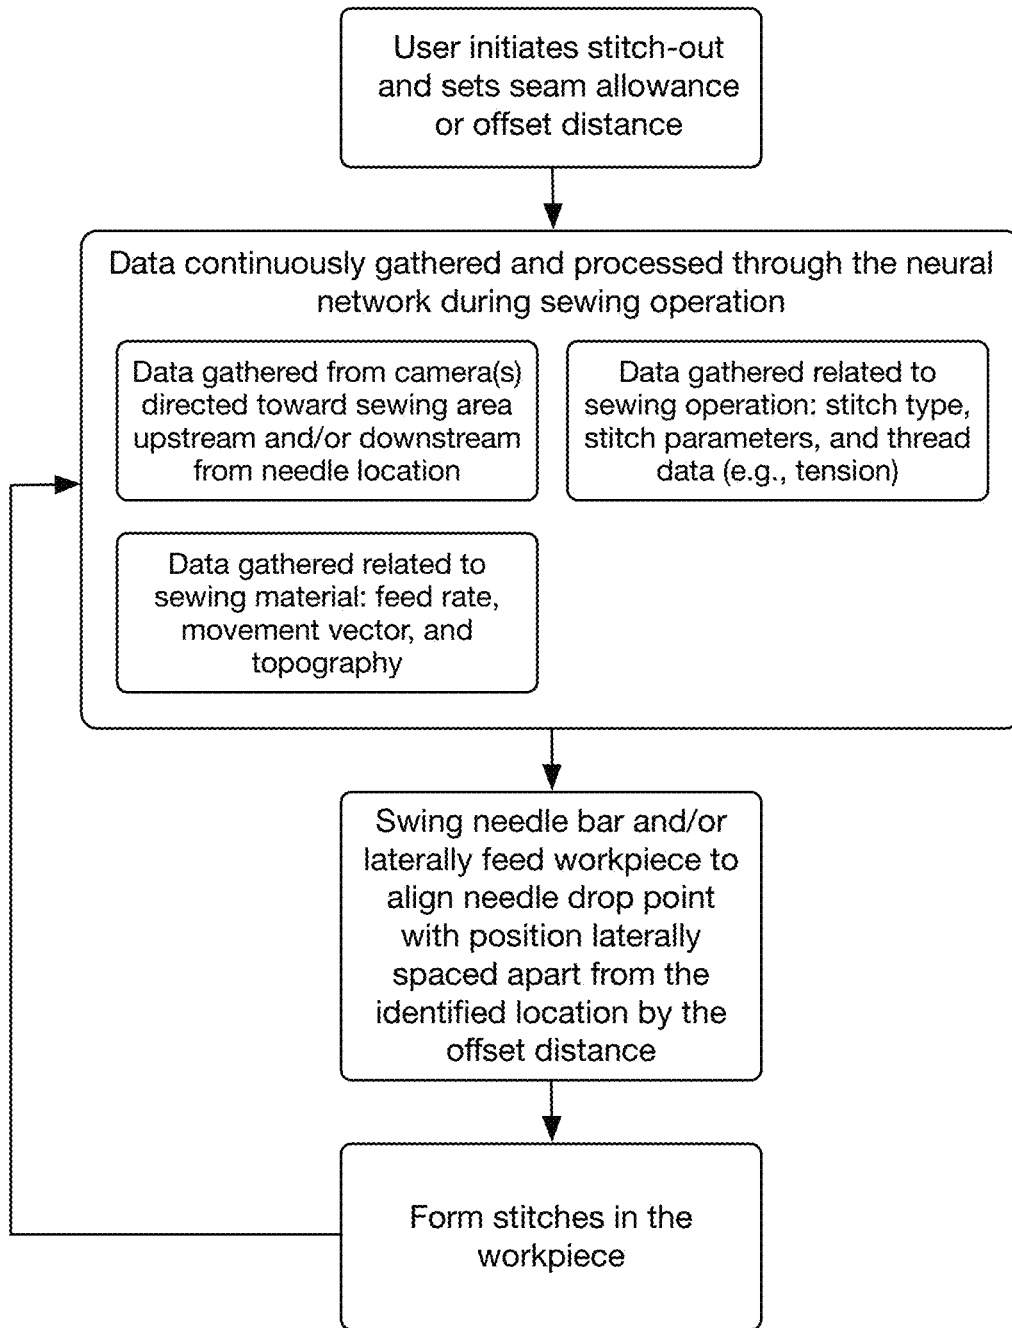 User initiates stitch-out
and sets seam allowance
or offset distance
Data continuously gathered and processed through the neural
network during sewing operation
Data gathered from camera(s)
directed toward sewing area
upstream and/or downstream
from needle location
Data gathered related to
sewing operation: stitch type,
stitch parameters, and thread
data (e.g., tension)
Data gathered related to
sewing material: feed rate,
movement vector, and
topography
Swing needle bar and/or
laterally feed workpiece to
align needle drop point
with position laterally
spaced apart from the
identified location by the
offset distance
Form stitches in the
workpiece